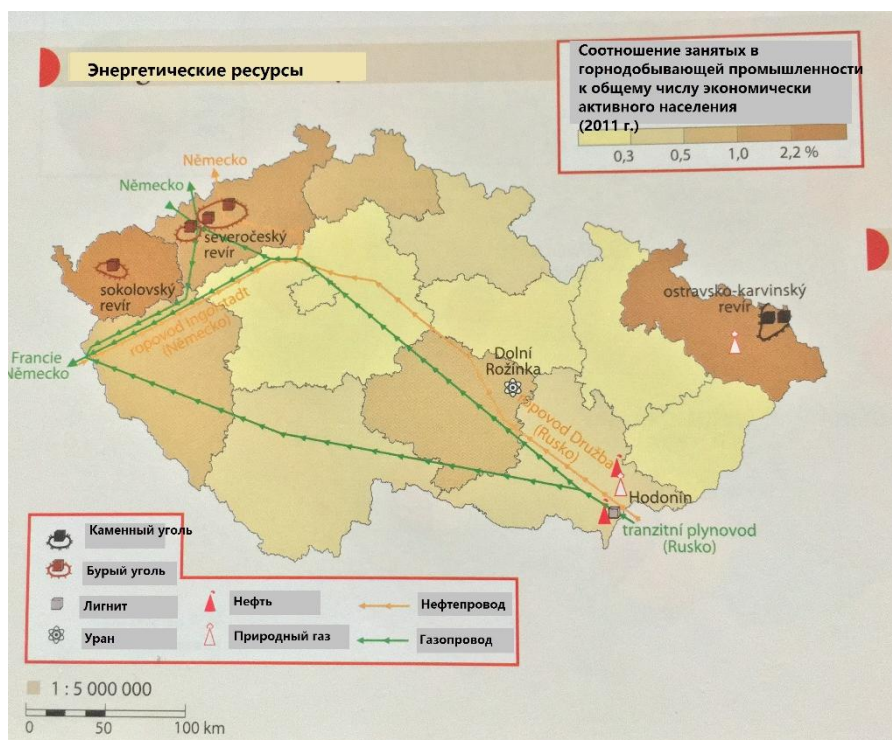 Энергетические ресурсы
Соотношение занятых в
горнодобывающей промышленности
к общему числу экономически
активного населения
(2011 г.)
0,3 0,5 1,0 2,2 %
Německo
Německo
severočeský
revír
sokolovský
revír
ropovod Ingolstadt
(Německo)
Francie
Německo
ostravsko-karvinský
revír
Dolní
Rožínka
ropovod Družba
(Rusko)
Hodonín
tranzitní plynovod
(Rusko)
Каменный уголь
Бурый уголь
Лигнит
Уран
Нефть
Природный газ
Нефтепровод
Газопровод
1 : 5 000 000
0 50 100 km